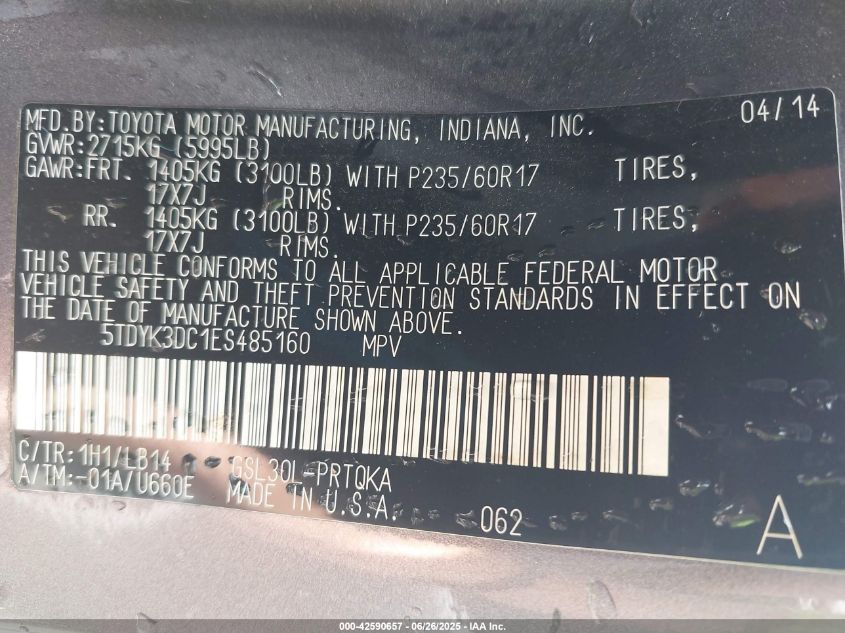 04/14
MFD.BY:TOYOTA MOTOR MANUFACTURING, INDIANA, INC.
GVWR:2715KG (5995LB)
GAWR:FRT. 1405KG (3100LB) WITH P235/60R17 TIRES,
17X7J RIMS.
RR. 1405KG (3100LB) WITH P235/60R17 TIRES,
17X7J RIMS.
THIS VEHICLE CONFORMS TO ALL APPLICABLE FEDERAL MOTOR
VEHICLE SAFETY AND THEFT PREVENTION STANDARDS IN EFFECT ON
THE DATE OF MANUFACTURE SHOWN ABOVE.
5TDYK3DC1ES485160 MPV
C/TR:1H1/LB14 GSL30L-PRTQKA
A/TM:-01A/U660E MADE IN U.S.A. 062 A
000-42590657 - 06/26/2025 - IAA Inc.